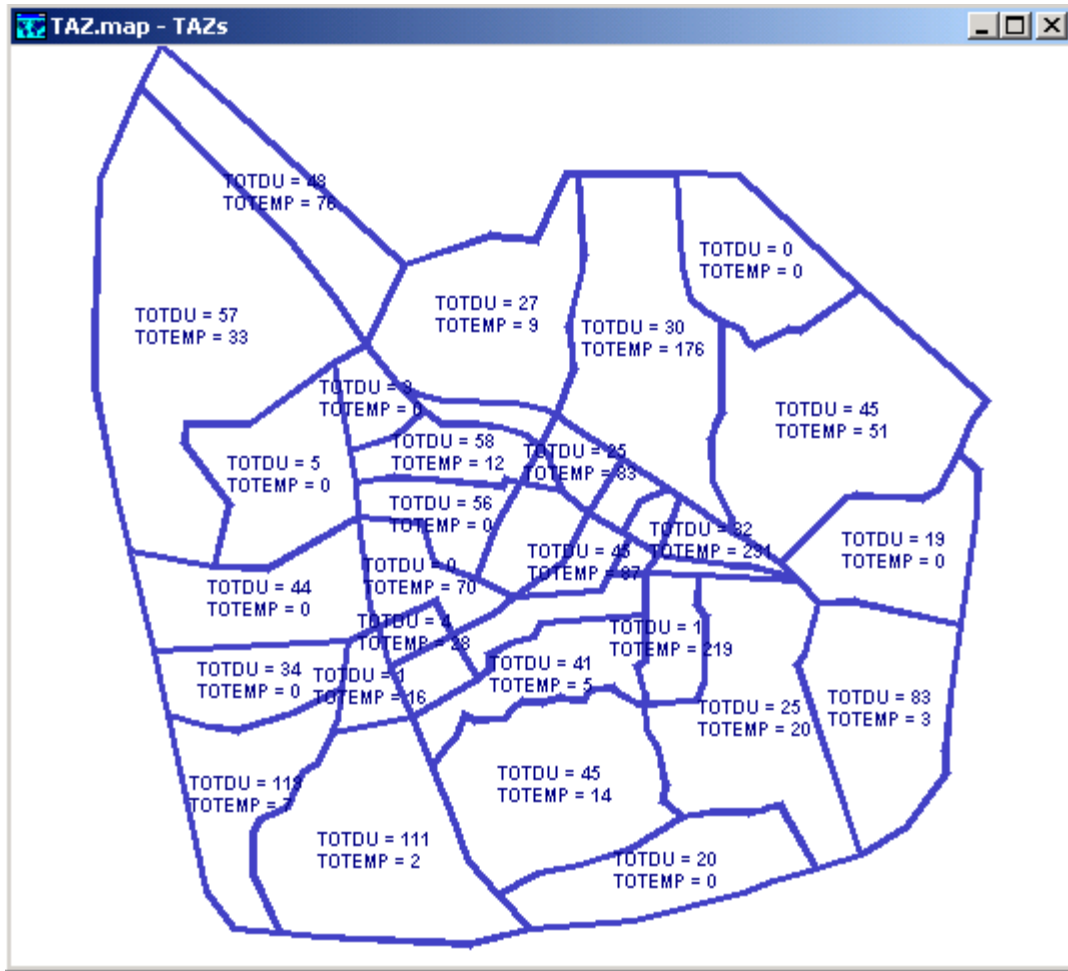 TAZ.map - TAZs
TOTDU = 48
TOTEMP = 76
TOTDU = 0
TOTEMP = 0
TOTDU = 27
TOTEMP = 9
TOTDU = 57
TOTEMP = 33
TOTDU = 30
TOTEMP = 176
TOTDU = 9
TOTEMP = 0
TOTDU = 45
TOTEMP = 51
TOTDU = 58
TOTEMP = 12
TOTDU = 25
TOTEMP = 83
TOTDU = 5
TOTEMP = 0
TOTDU = 56
TOTEMP = 0
TOTDU = 32
TOTEMP = 231
TOTDU = 19
TOTEMP = 0
TOTDU = 45
TOTEMP = 87
TOTDU = 0
TOTEMP = 70
TOTDU = 44
TOTEMP = 0
TOTDU = 4
TOTEMP = 28
TOTDU = 1
TOTEMP = 219
TOTDU = 41
TOTEMP = 5
TOTDU = 34
TOTEMP = 0
TOTDU = 1
TOTEMP = 16
TOTDU = 83
TOTEMP = 3
TOTDU = 25
TOTEMP = 20
TOTDU = 45
TOTEMP = 14
TOTDU = 119
TOTEMP = 7
TOTDU = 111
TOTEMP = 2
TOTDU = 20
TOTEMP = 0